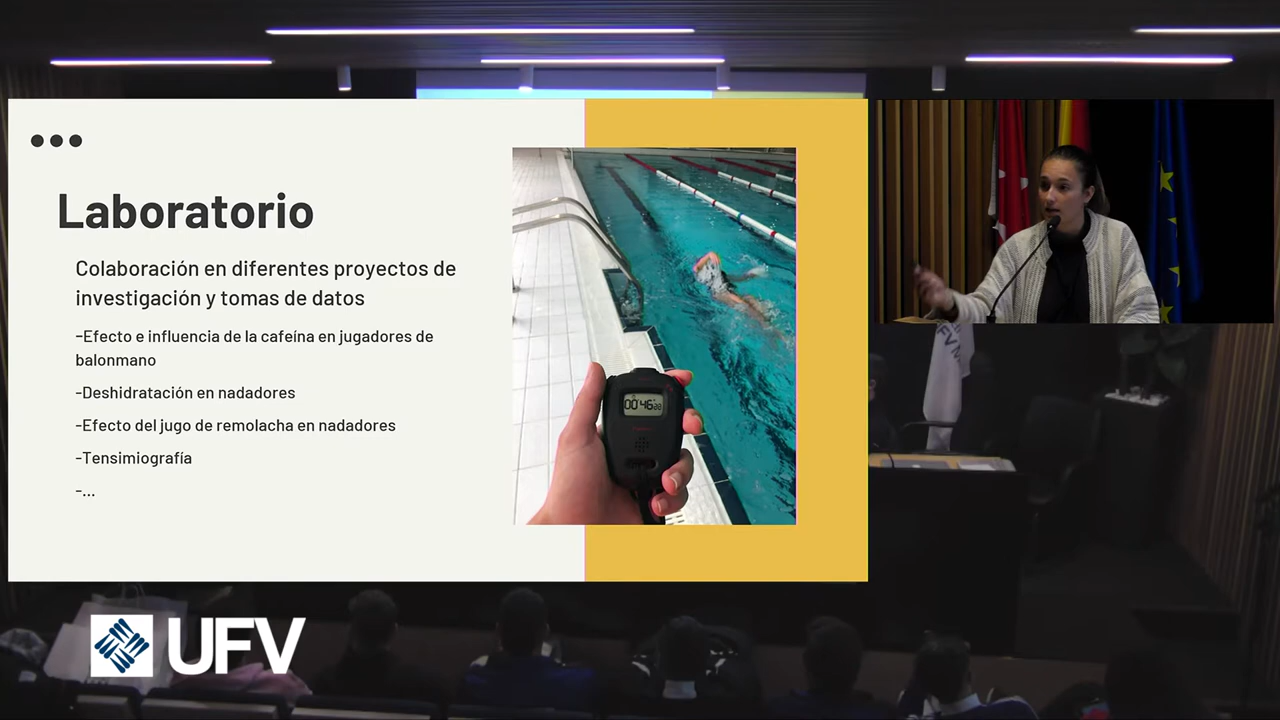 Laboratorio
Colaboración en diferentes proyectos de
investigación y tomas de datos
-Efecto e influencia de la cafeína en jugadores de
balonmano
-Deshidratación en nadadores
-Efecto del jugo de remolacha en nadadores
-Tensimiografía
-...
00'46
UFV